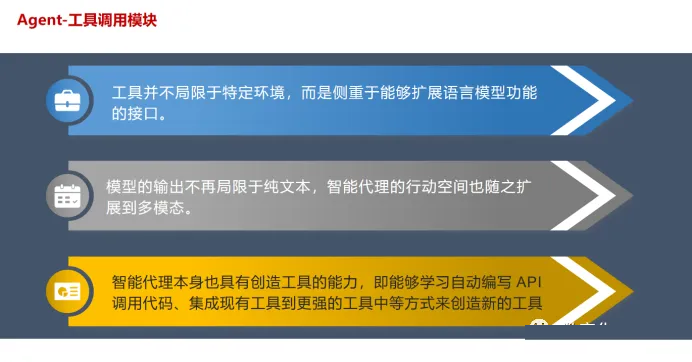 Agent-工具调用模块
工具并不局限于特定环境，而是侧重于能够扩展语言模型功能
的接口。
模型的输出不再局限于纯文本，智能代理的行动空间也随之扩
展到多模态。
智能代理本身也具有创造工具的能力，即能够学习自动编写 API
调用代码、集成现有工具到更强的工具中等方式来创造新的工具